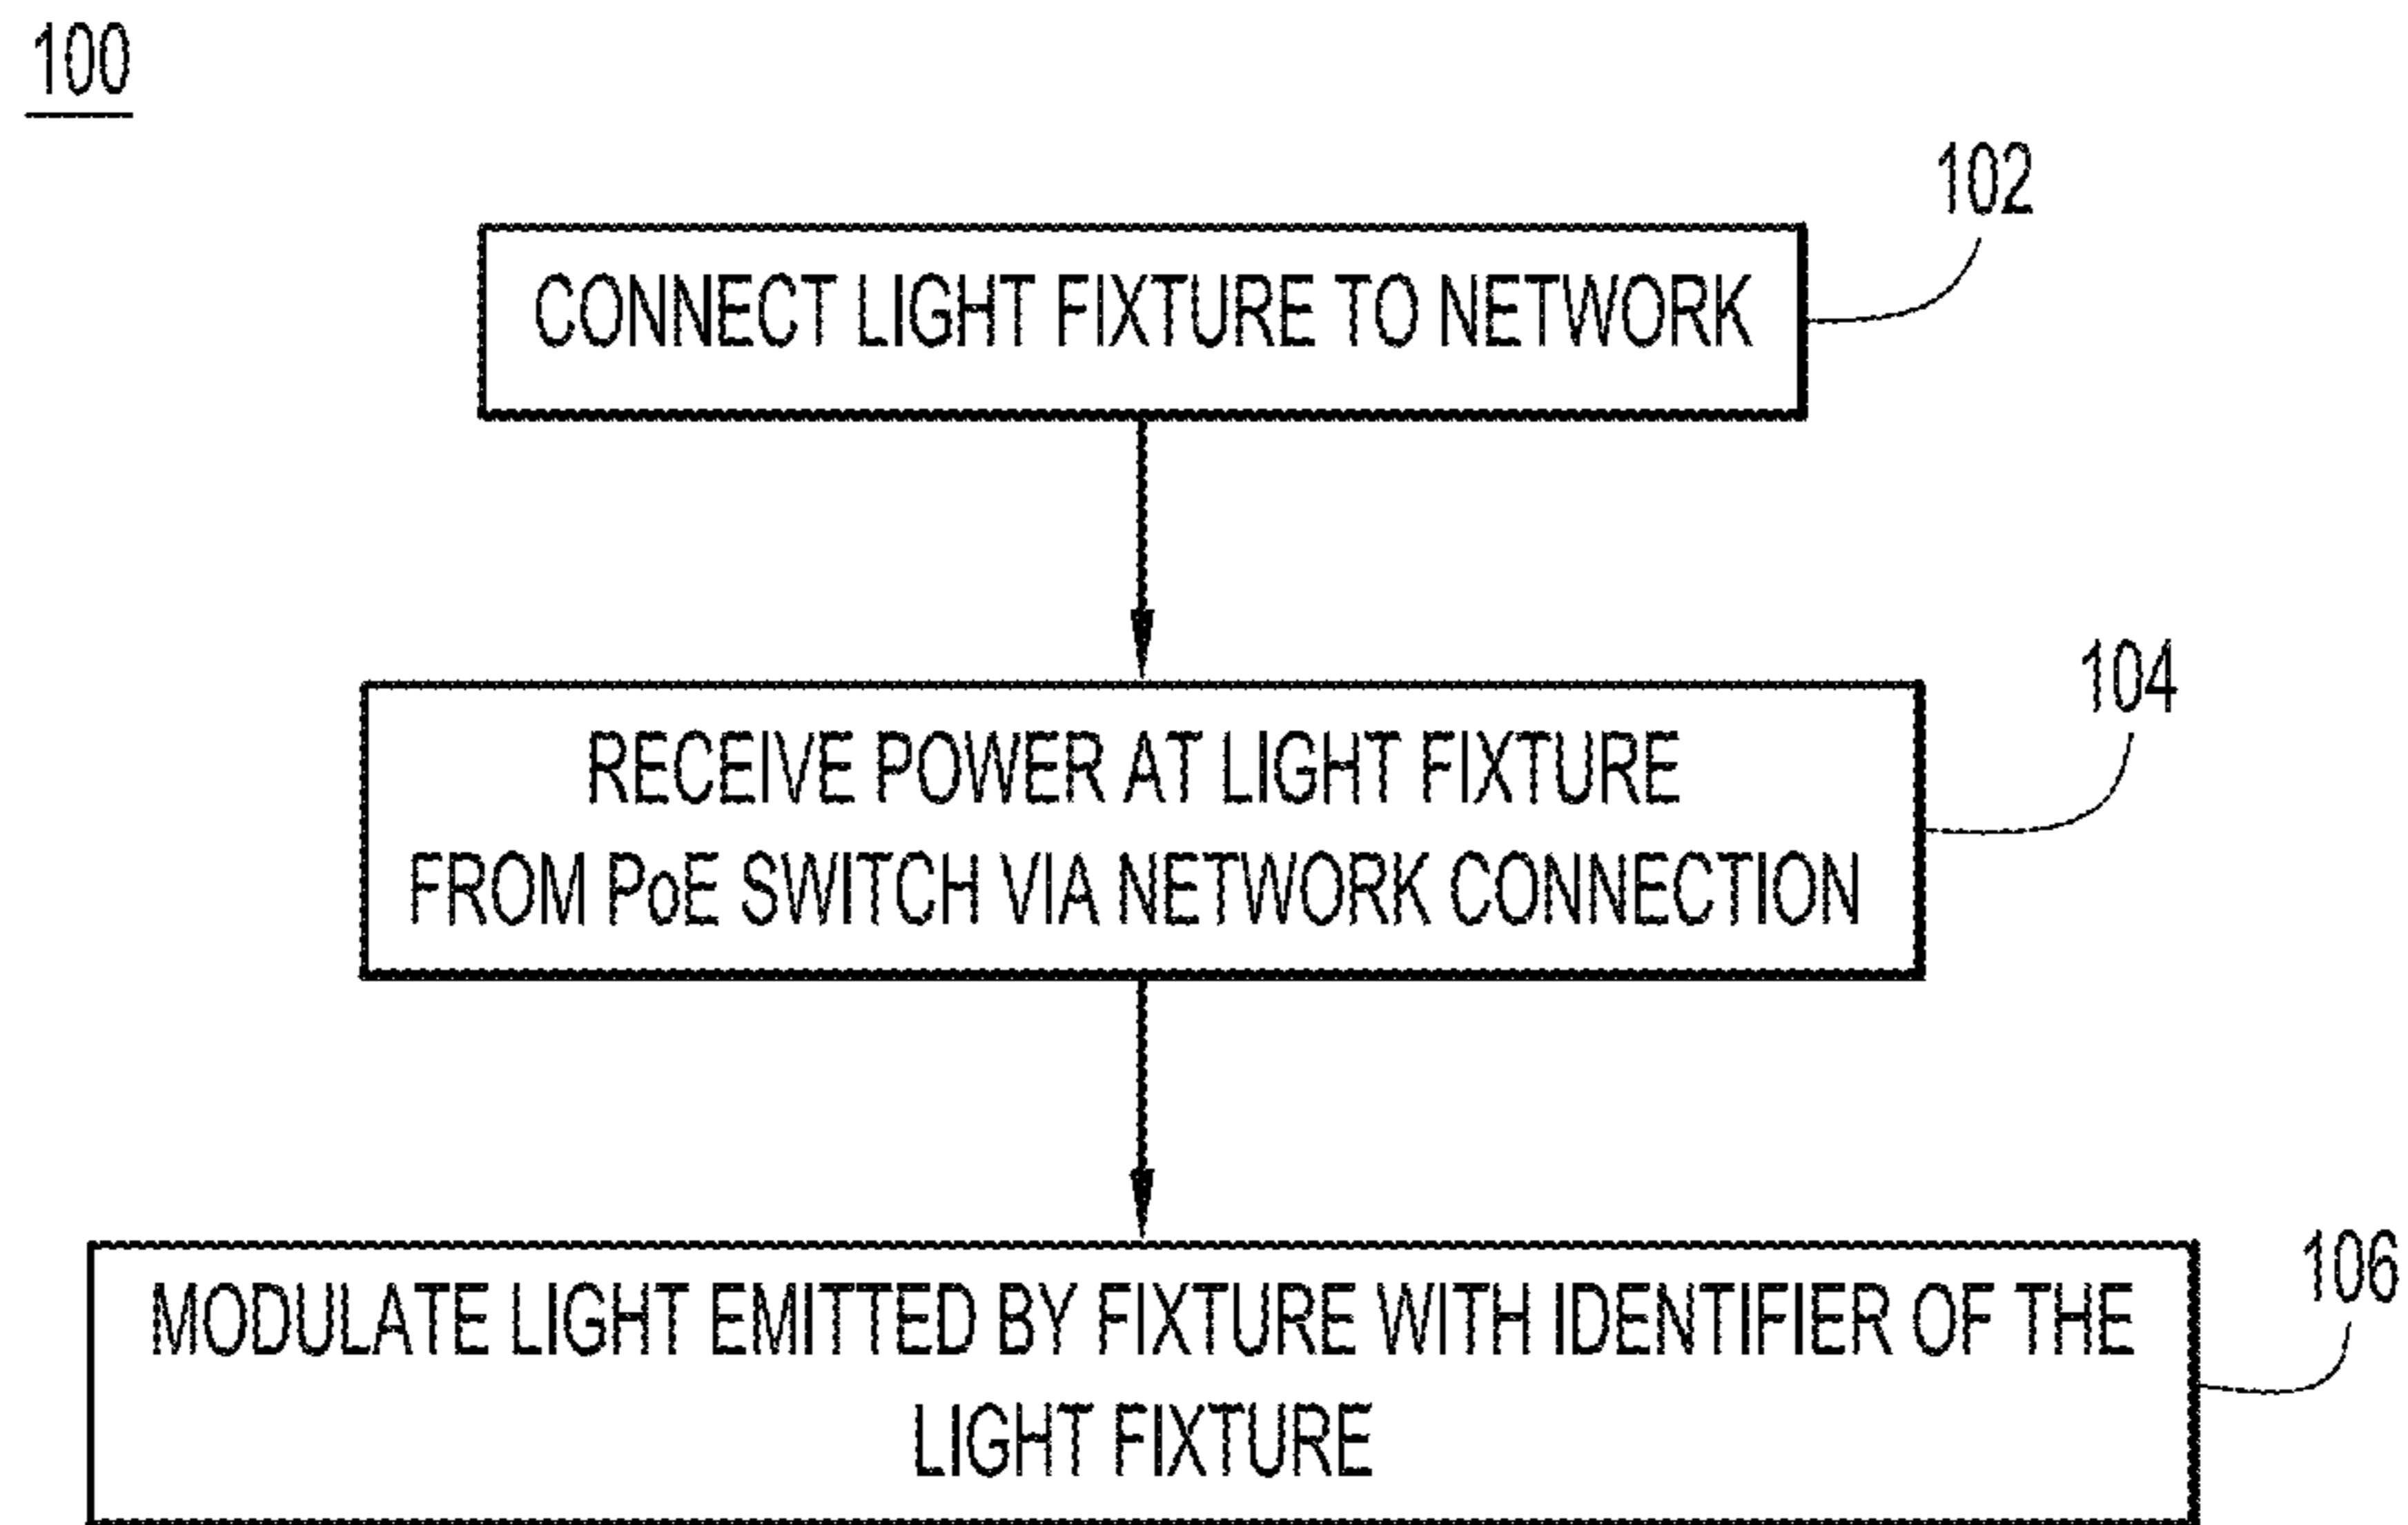 100
102
CONNECT LIGHT FIXTURE TO NETWORK
104
RECEIVE POWER AT LIGHT FIXTURE
FROM PoE SWITCH VIA NETWORK CONNECTION
106
MODULATE LIGHT EMITTED BY FIXTURE WITH IDENTIFIER OF THE
LIGHT FIXTURE